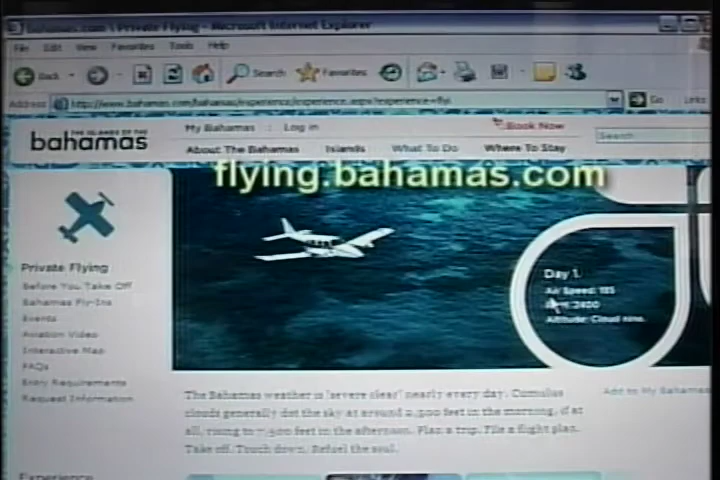 bahamas.com | Private Flying - Microsoft Internet Explorer
File Edit View Favorites Tools Help
Back Search Favorites
Address http://www.bahamas.com/bahamas/experience/experience.aspx?experience=flyi Go Links
THE ISLANDS OF THE
bahamas
My Bahamas : Log in
Book Now
Search
About The Bahamas Islands What To Do Where To Stay
flying.bahamas.com
Private Flying
Before You Take Off
Bahamas Fly-Ins
Events
Aviation Video
Interactive Map
FAQs
Entry Requirements
Request Information
Day 1.
Air Speed: 185
2400
Altitude: Cloud nine.
The Bahamas weather is "severe clear" nearly every day. Cumulus
clouds generally dot the sky at around 2,500 feet in the morning, if at
all, rising to 7,500 feet in the afternoon. Plan a trip. File a flight plan.
Take off. Touch down. Refuel the soul.
Add to My Bahamas
Experience